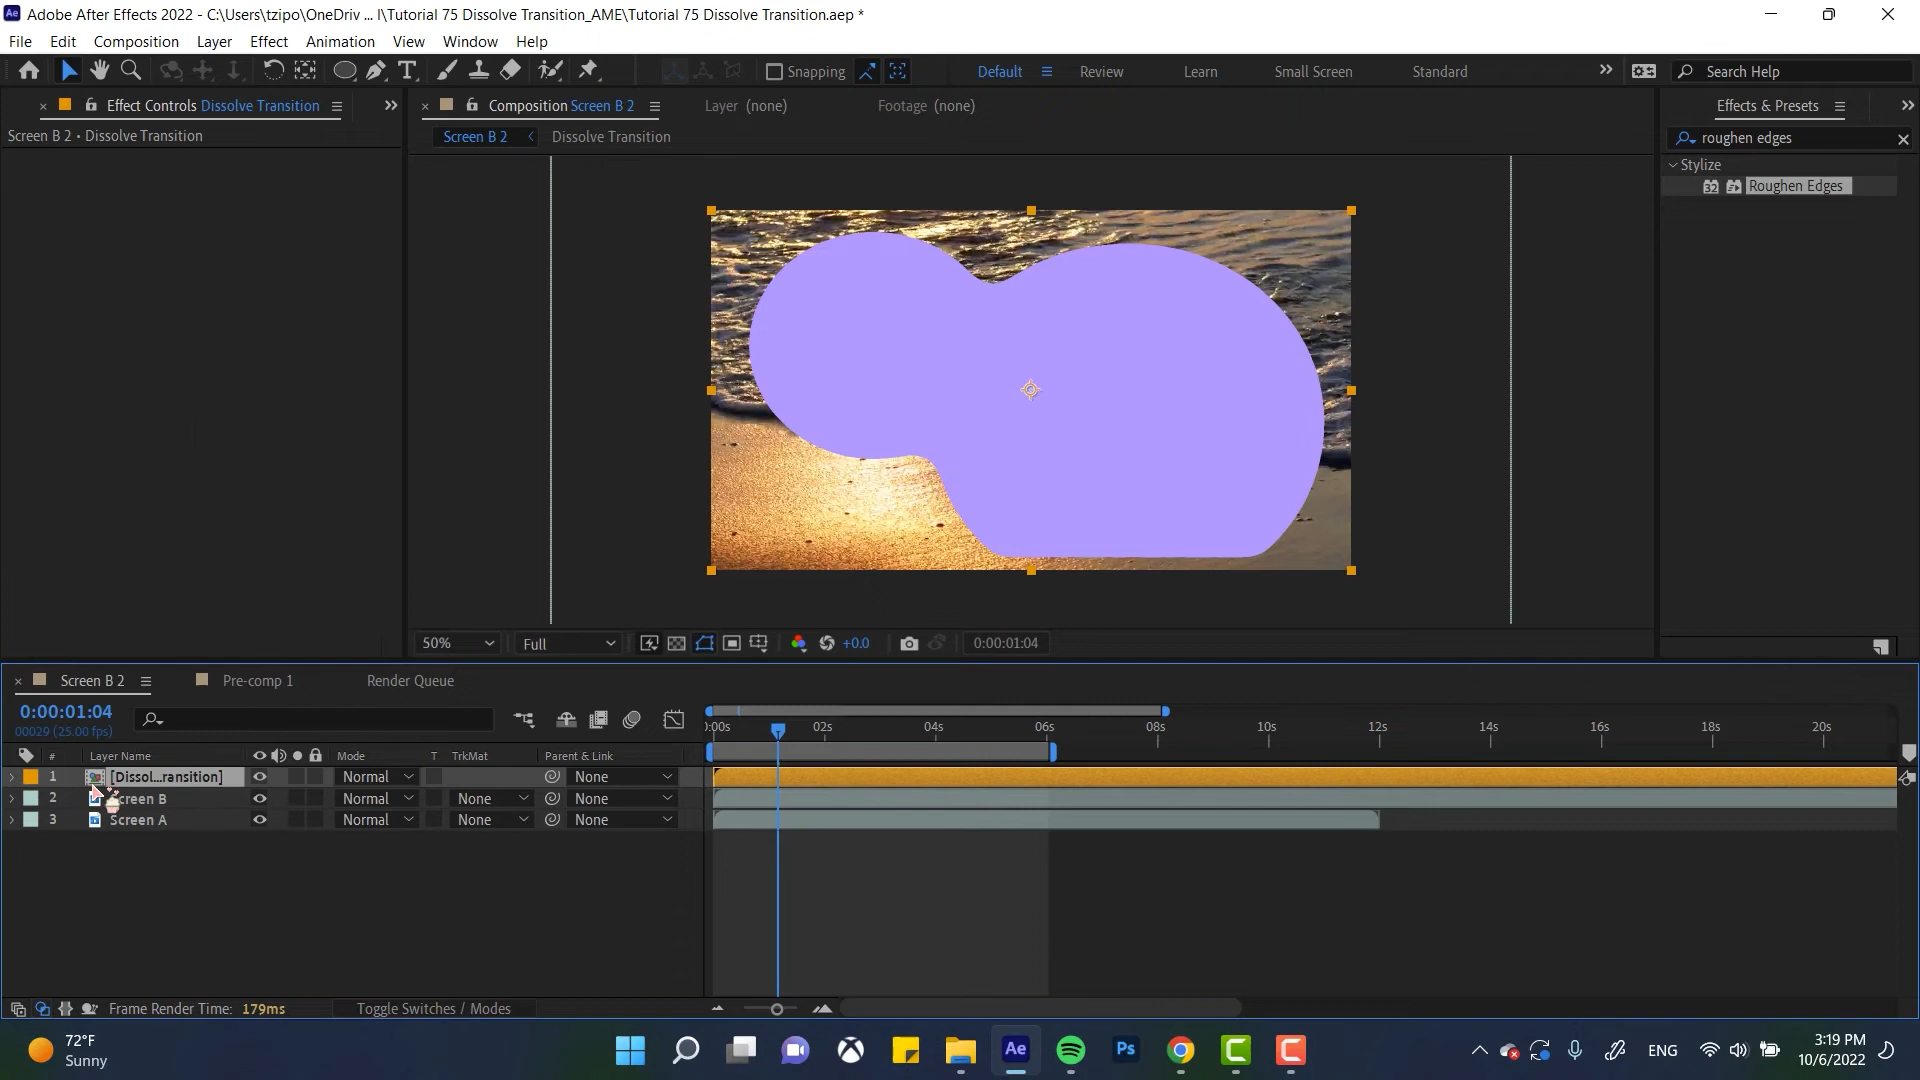 Adobe After Effects 2022 - C:\Users\tzipo\OneDriv ... l\Tutorial 75 Dissolve Transition_AME\Tutorial 75 Dissolve Transition.aep *
File Edit Composition Layer Effect Animation View Window Help
Snapping Default Review Learn Small Screen Standard Search Help
Effect Controls Dissolve Transition Composition Screen B 2 Layer (none) Footage (none) Effects & Presets
Screen B 2 • Dissolve Transition Screen B 2 Dissolve Transition roughen edges
Stylize
32 Roughen Edges
50% Full +0.0 0:00:01:04
Screen B 2 Pre-comp 1 Render Queue
0:00:01:04
00029 (25.00 fps) 02s 04s 06s 08s 10s 12s 14s 16s 18s 20s
# Layer Name Mode T TrkMat Parent & Link
1 [Dissol...ransition] Normal None
2 creen B Normal None None
3 Screen A Normal None None
Frame Render Time: 179ms Toggle Switches / Modes
72°F
Sunny
Ae Ps ENG
3:19 PM
10/6/2022